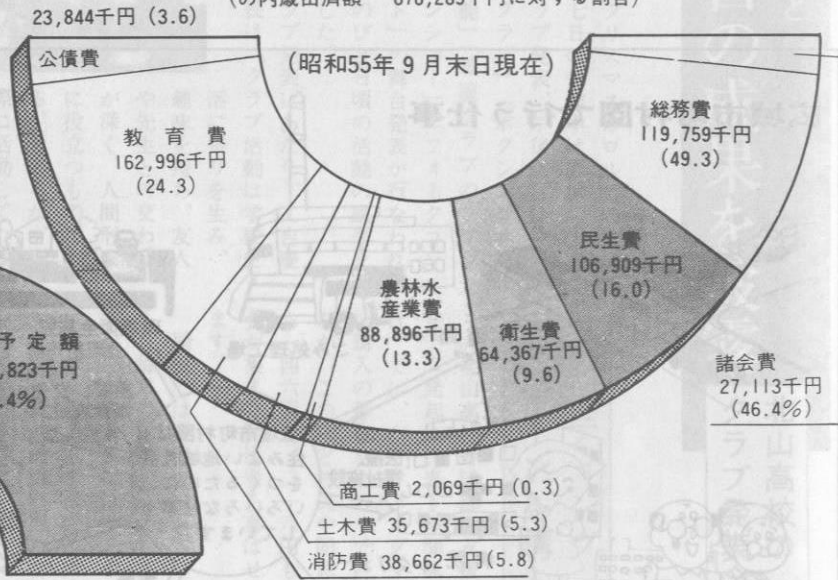 23,844千円 (3.6)
(昭和55年9月末日現在)
公債費
教育費
162,996千円
(24.3)
総務費
119,759千円
(49.3)
民生費
106,909千円
(16.0)
農林水
産業費
88,896千円
(13.3)
衛生費
64,367千円
(9.6)
予定額
,823千円
.4%)
諸会費
27,113千円
(46.4%)
商工費 2,069千円 (0.3)
土木費 35,673千円 (5.3)
消防費 38,662千円(5.8)